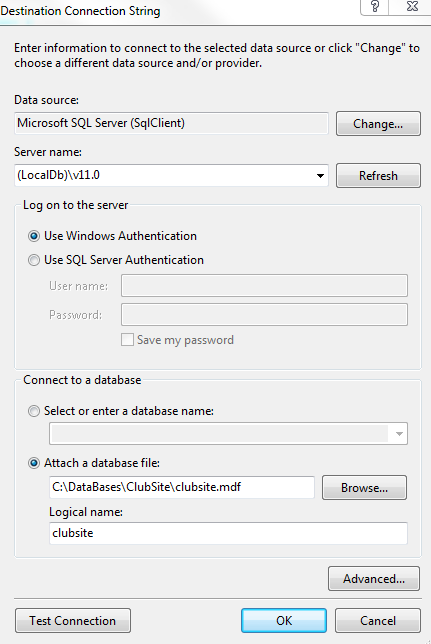 Destination Connection String
?
Enter information to connect to the selected data source or click "Change" to
choose a different data source and/or provider.
Data source:
Microsoft SQL Server (SqlClient)
Change...
Server name:
(LocalDb)\v11.0
Refresh
Log on to the server
Use Windows Authentication
Use SQL Server Authentication
User name:
Password:
Save my password
Connect to a database
Select or enter a database name:
Attach a database file:
C:\DataBases\ClubSite\clubsite.mdf
Browse...
Logical name:
clubsite
Advanced...
Test Connection
OK
Cancel